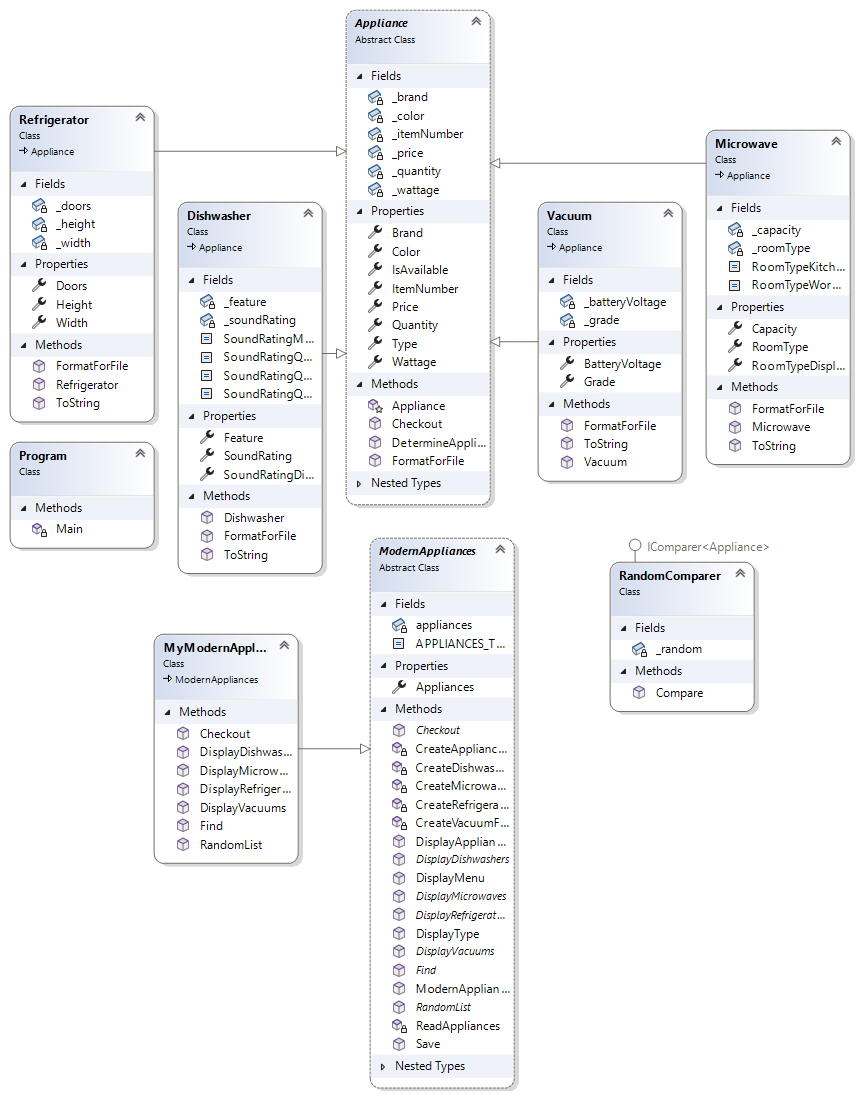 Appliance
Abstract Class
Fields
_brand
_color
_itemNumber
_price
_quantity
_wattage
Properties
Brand
Color
IsAvailable
ItemNumber
Price
Quantity
Type
Wattage
Methods
Appliance
Checkout
DetermineAppli...
FormatForFile
Nested Types
Refrigerator
Class
Appliance
Fields
_doors
_height
_width
Properties
Doors
Height
Width
Methods
FormatForFile
Refrigerator
ToString
Dishwasher
Class
Appliance
Fields
_feature
_soundRating
SoundRatingM...
SoundRatingQ...
SoundRatingQ...
SoundRatingQ...
Properties
Feature
SoundRating
SoundRatingDi...
Methods
Dishwasher
FormatForFile
ToString
Vacuum
Class
Appliance
Fields
_batteryVoltage
_grade
Properties
BatteryVoltage
Grade
Methods
FormatForFile
ToString
Vacuum
Microwave
Class
Appliance
Fields
_capacity
_roomType
RoomTypeKitch...
RoomTypeWor...
Properties
Capacity
RoomType
RoomTypeDispl...
Methods
FormatForFile
Microwave
ToString
Program
Class
Methods
Main
ModernAppliances
Abstract Class
Fields
appliances
APPLIANCES_T...
Properties
Appliances
Methods
Checkout
CreateApplianc...
CreateDishwas...
CreateMicrowa...
CreateRefrigera...
CreateVacuumF...
DisplayApplian...
DisplayDishwashers
DisplayMenu
DisplayMicrowaves
DisplayRefrigerat...
DisplayType
DisplayVacuums
Find
ModernApplian...
RandomList
ReadAppliances
Save
Nested Types
IComparer<Appliance>
RandomComparer
Class
Fields
_random
Methods
Compare
MyModernAppl...
Class
ModernAppliances
Methods
Checkout
DisplayDishwas...
DisplayMicrow...
DisplayRefriger...
DisplayVacuums
Find
RandomList